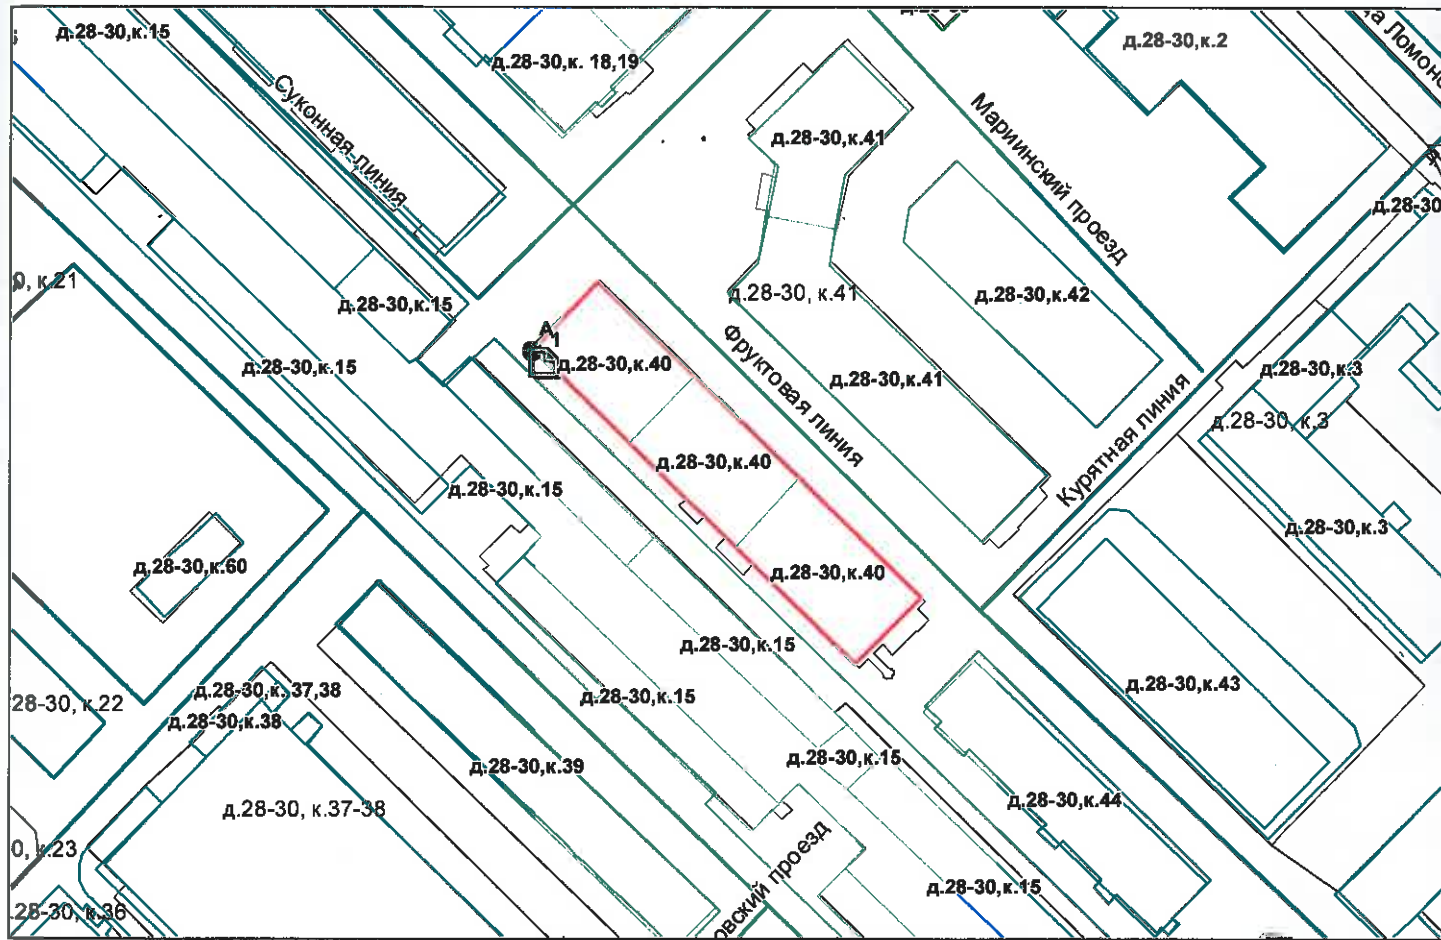 д.28-30,к.15
д.28-30,к. 18,19
д.28-30,к.2
Суконная линия
д.28-30,к.41
Мариинский проезд
д.28-30
0, к.21
д.28-30,к.15
д.28-30, к.41
д.28-30,к.42
А
1
д.28-30,к.15
д.28-30,к.40
Фруктовая линия
д.28-30,к.41
д.28-30,к.3
Курятная линия
д.28-30, к.3
д.28-30,к.40
д.28-30,к.15
д.28-30,к.3
д.28-30,к.60
д.28-30,к.40
д.28-30,к.15
д.28-30,к.43
д.28-30,к. 37,38
д.28-30,к.15
28-30, к.22
д.28-30,к.38
д.28-30,к.15
д.28-30,к.39
д.28-30, к.37-38
д.28-30,к.44
0, к.23
овский проезд
д.28-30,к.15
28-30, к.36